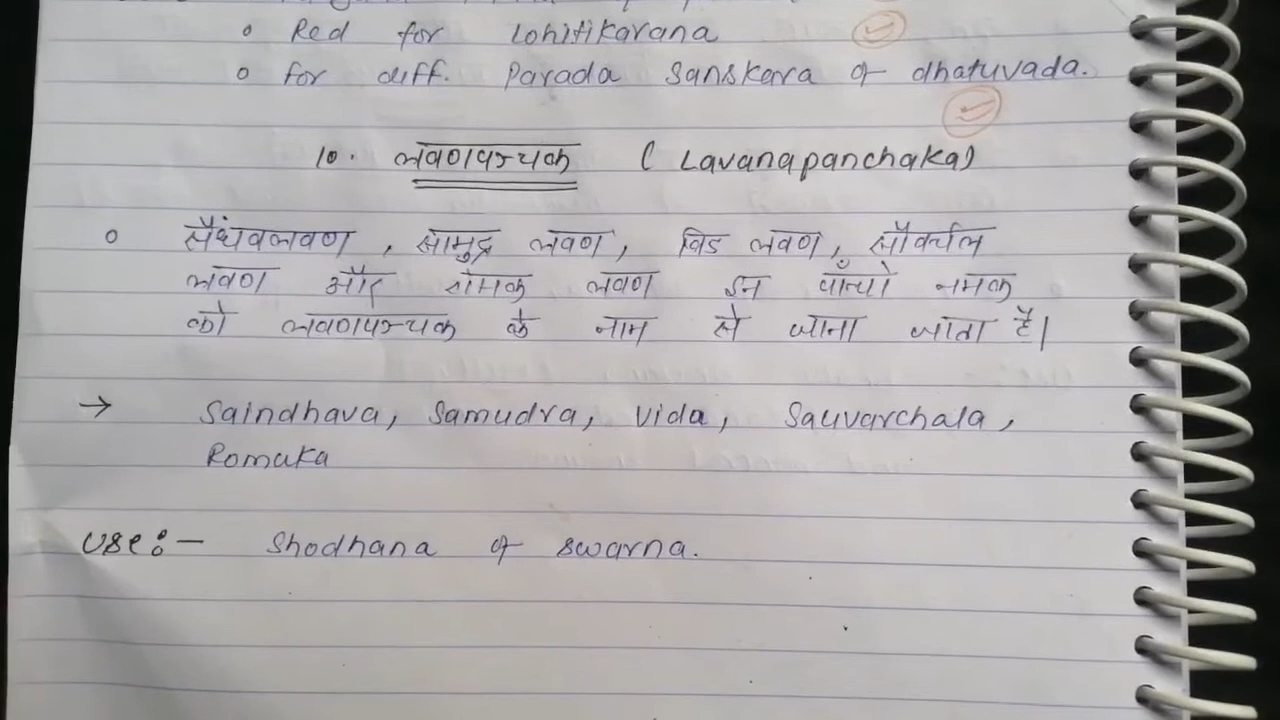 o Red for Lohitikarana
o for diff. Parada Sanskara of dhatuvada.
10. लवणपञ्चक (Lavanapanchaka)
o सैंधवलवण, सामुद्र लवण, विड लवण, सौवर्चल
लवण और रोमक लवण इन पाँचो नमक
को लवणपञ्चक के नाम से जाना जाता है।
→ Saindhava, Samudra, Vida, Sauvarchala,
Romaka
Use:- Shodhana of swarna.